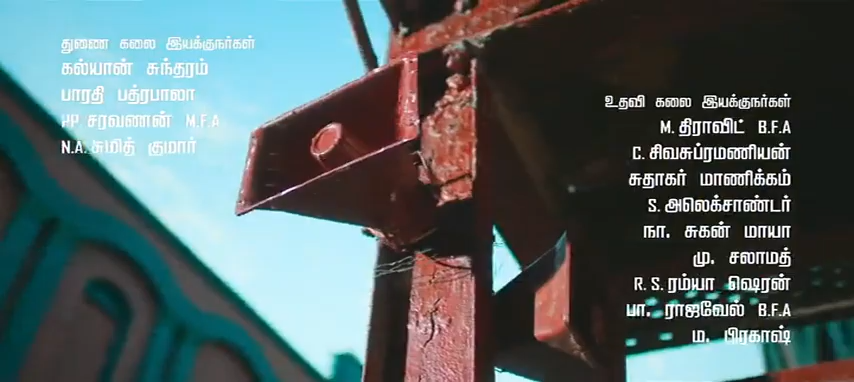 துணை கலை இயக்குநர்கள்
கல்யான் சுந்தரம்
பாரதி பத்ரபாலா
HP. சரவணன் M.F.A
N.A. சுமித் குமார்
உதவி கலை இயக்குநர்கள்
M. திராவிட் B.F.A
C. சிவசுப்ரமணியன்
சுதாகர் மாணிக்கம்
S. அலெக்சாண்டர்
நா. சுகன் மாயா
மு. சலாமத்
R. S. ரம்யா ஷெரன்
பா. ராஜவேல் B.F.A
ம. பிரகாஷ்